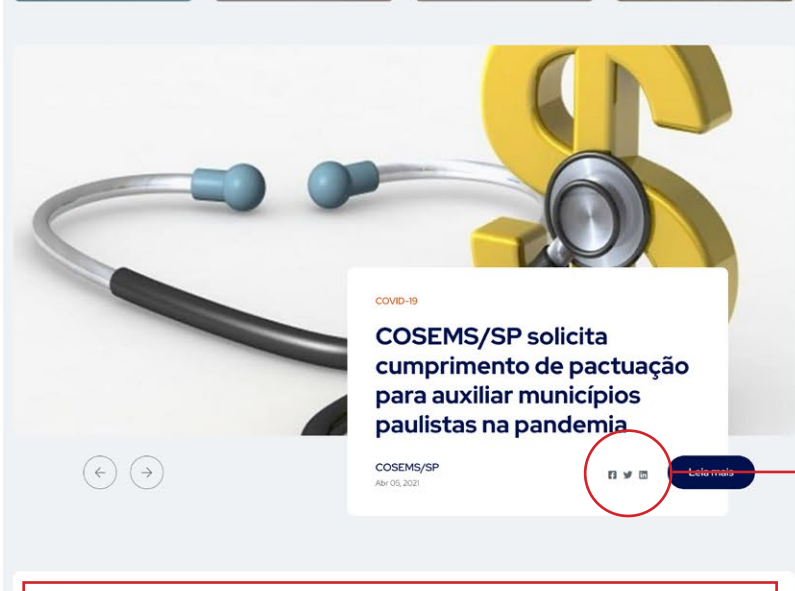 COVID-19
COSEMS/SP solicita
cumprimento de pactuação
para auxiliar municípios
paulistas na pandemia
COSEMS/SP
Abr 05, 2021
Leia mais